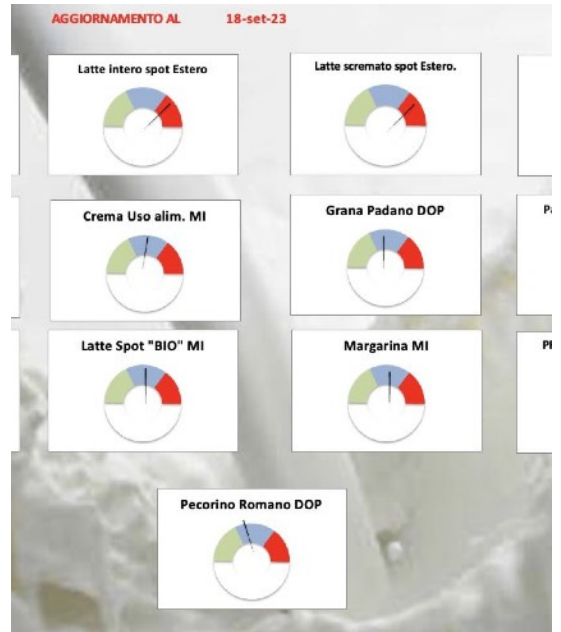 AGGIORNAMENTO AL 18-set-23
Latte intero spot Estero
Latte scremato spot Estero.
Crema Uso alim. MI
Grana Padano DOP
Latte Spot "BIO" MI
Margarina MI
Pecorino Romano DOP